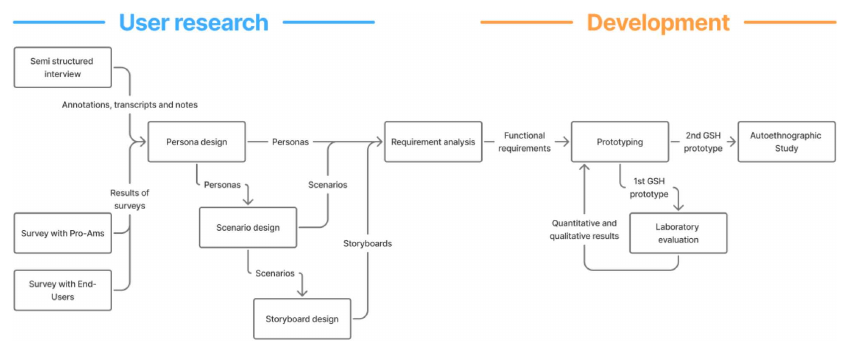 User research
Development
Semi structured
interview
Annotations, transcripts and notes
Persona design
Personas
Requirement analysis
Functional
requirements
Prototyping
2nd GSH
prototype
Autoethnographic
Study
Personas
Scenarios
1st GSH
prototype
Results of
surveys
Survey with Pro-Ams
Scenario design
Storyboards
Quantitative and
qualitative results
Laboratory
evaluation
Scenarios
Survey with End-
Users
Storyboard design